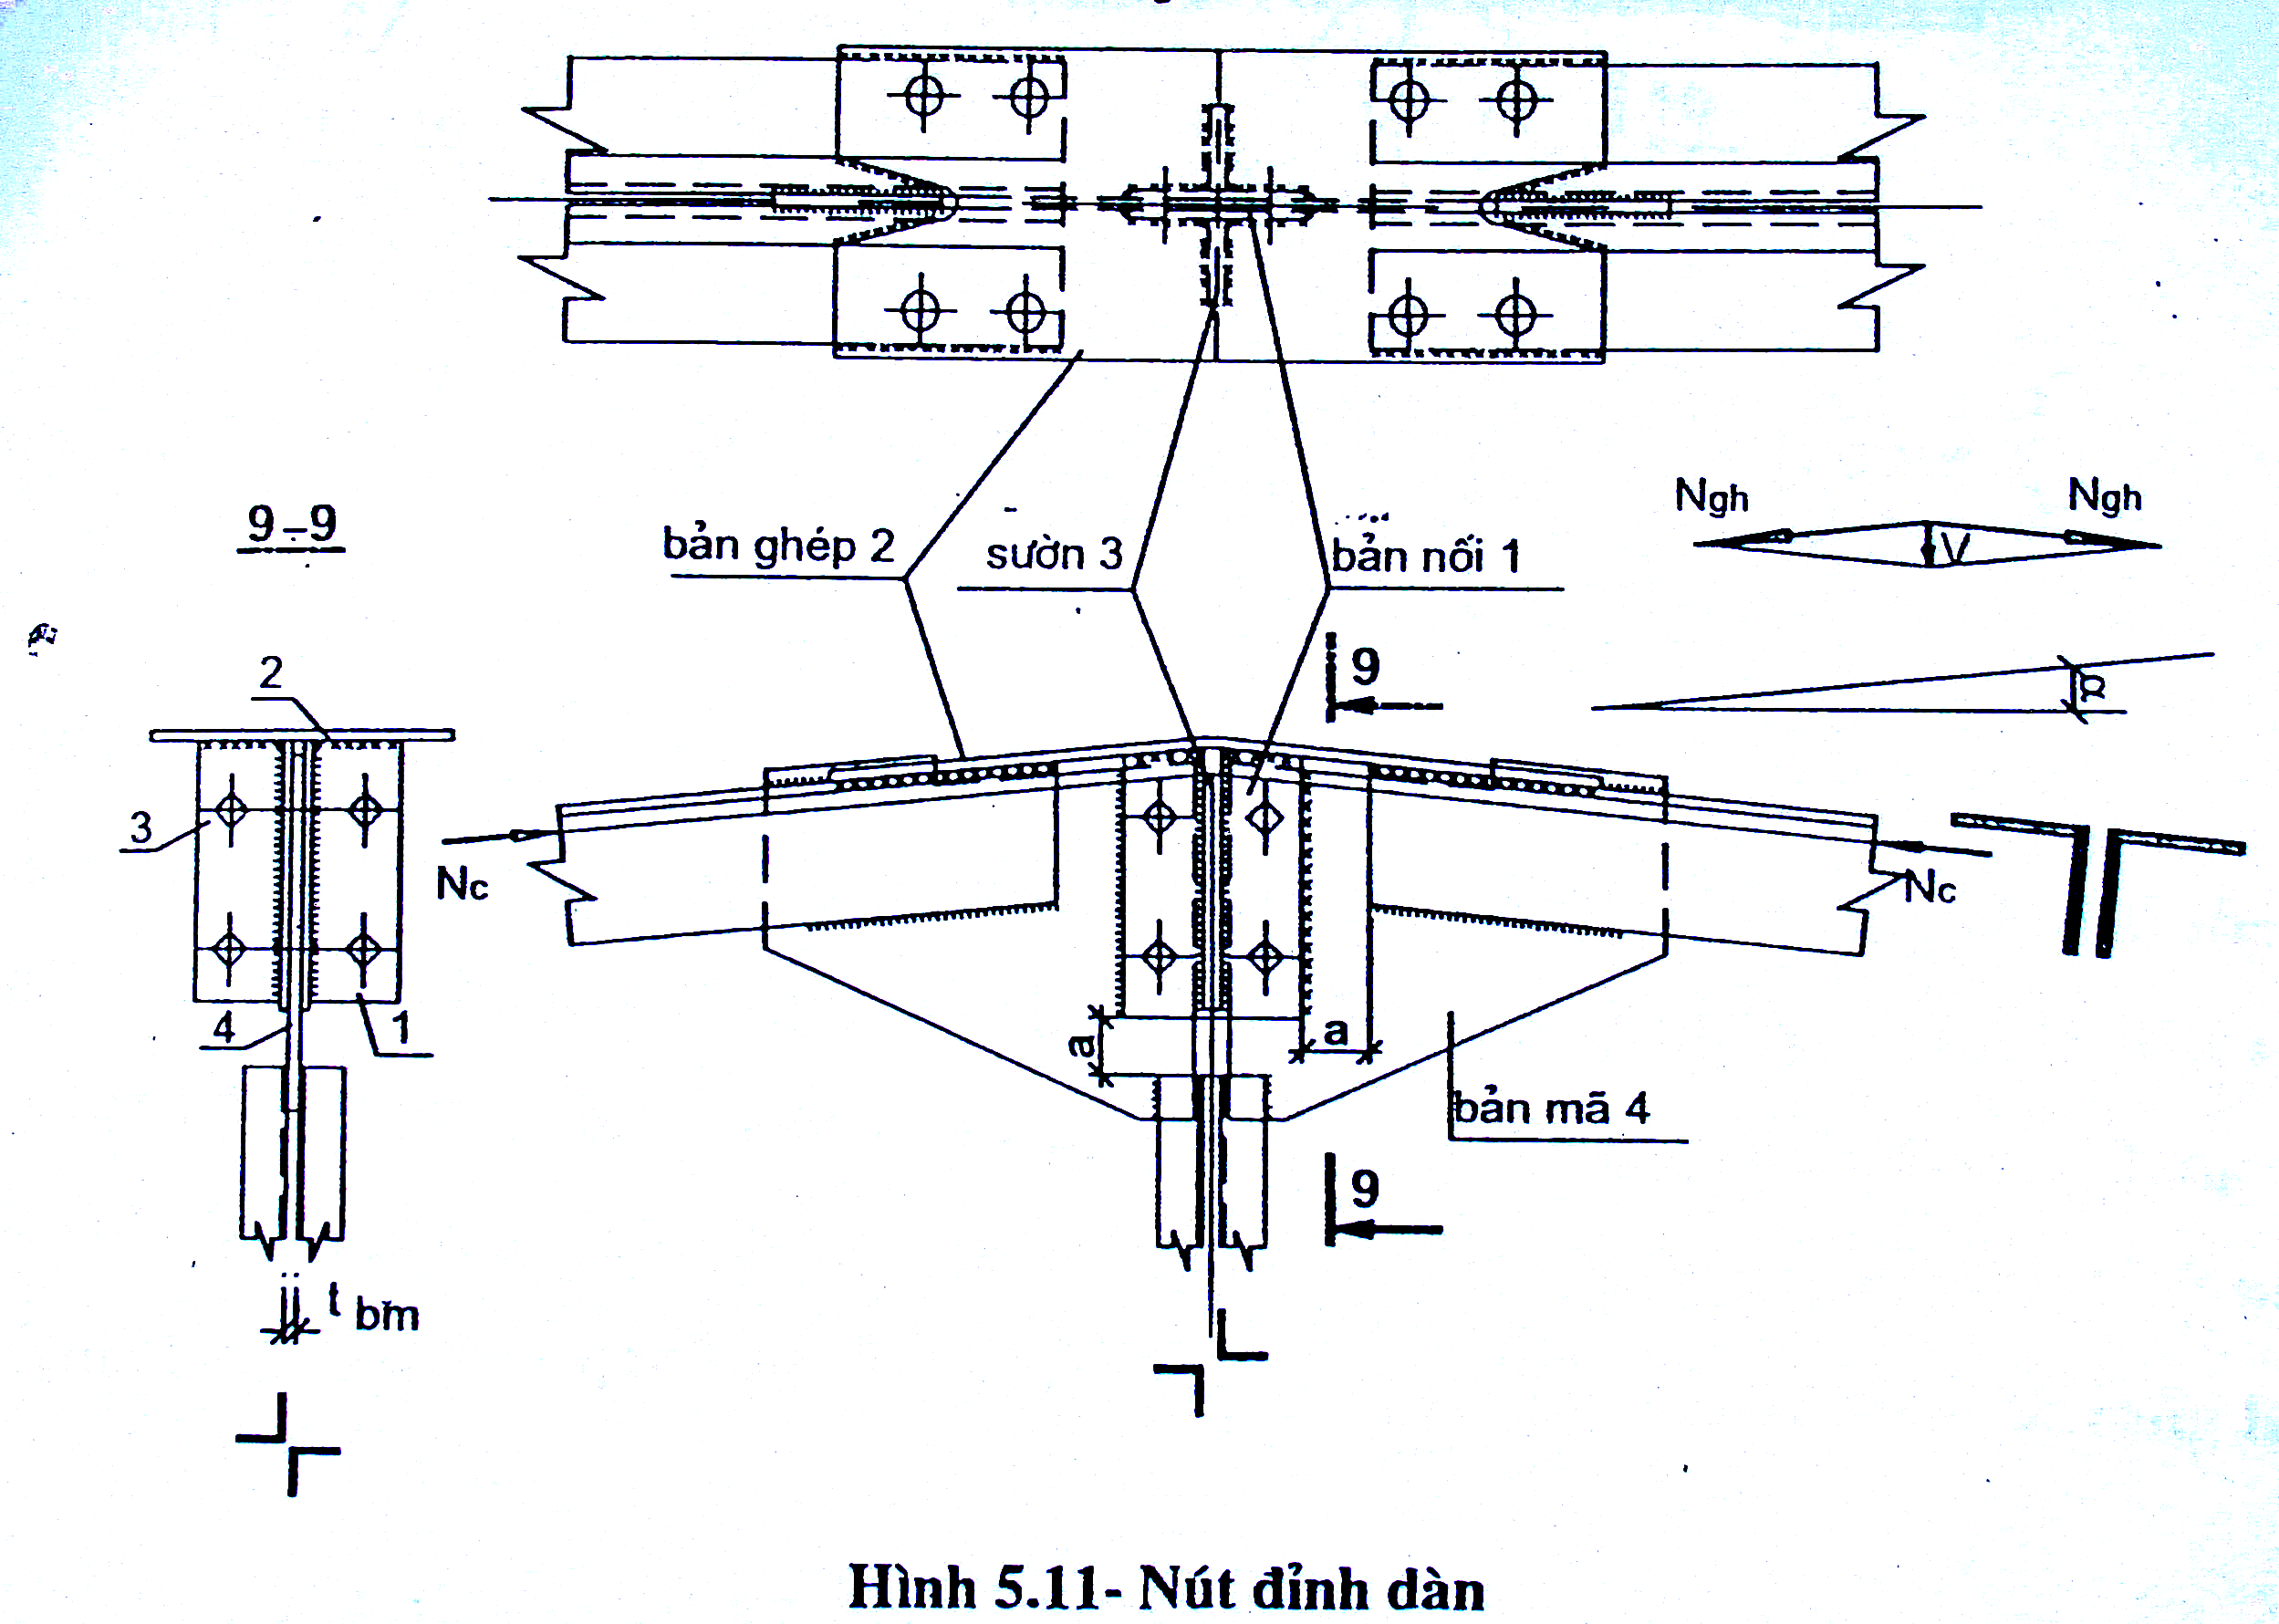 9-9
bản ghép 2
sườn 3
bản nối 1
Ngh
Ngh
V
9
α
2
3
4
1
Nc
Nc
a
a
bản mã 4
9
t bm
Hình 5.11- Nút đỉnh dàn